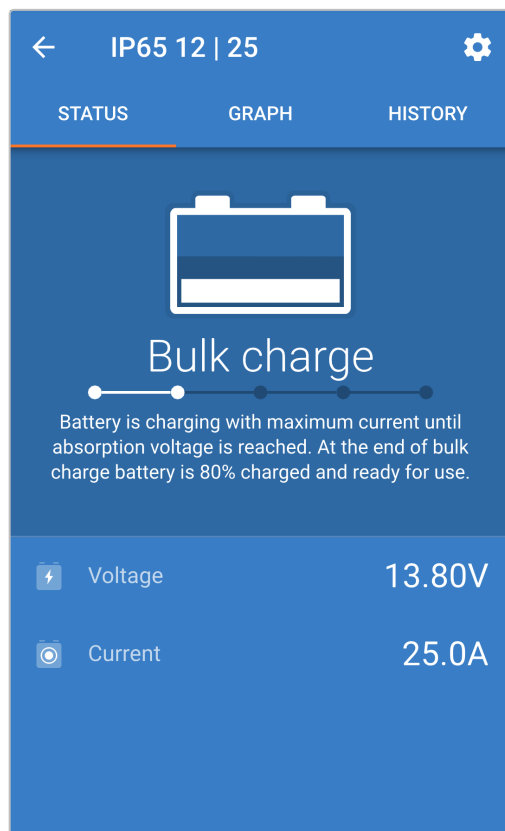 IP65 12 | 25
STATUS GRAPH HISTORY
Bulk charge
Battery is charging with maximum current until
absorption voltage is reached. At the end of bulk
charge battery is 80% charged and ready for use.
Voltage 13.80V
Current 25.0A